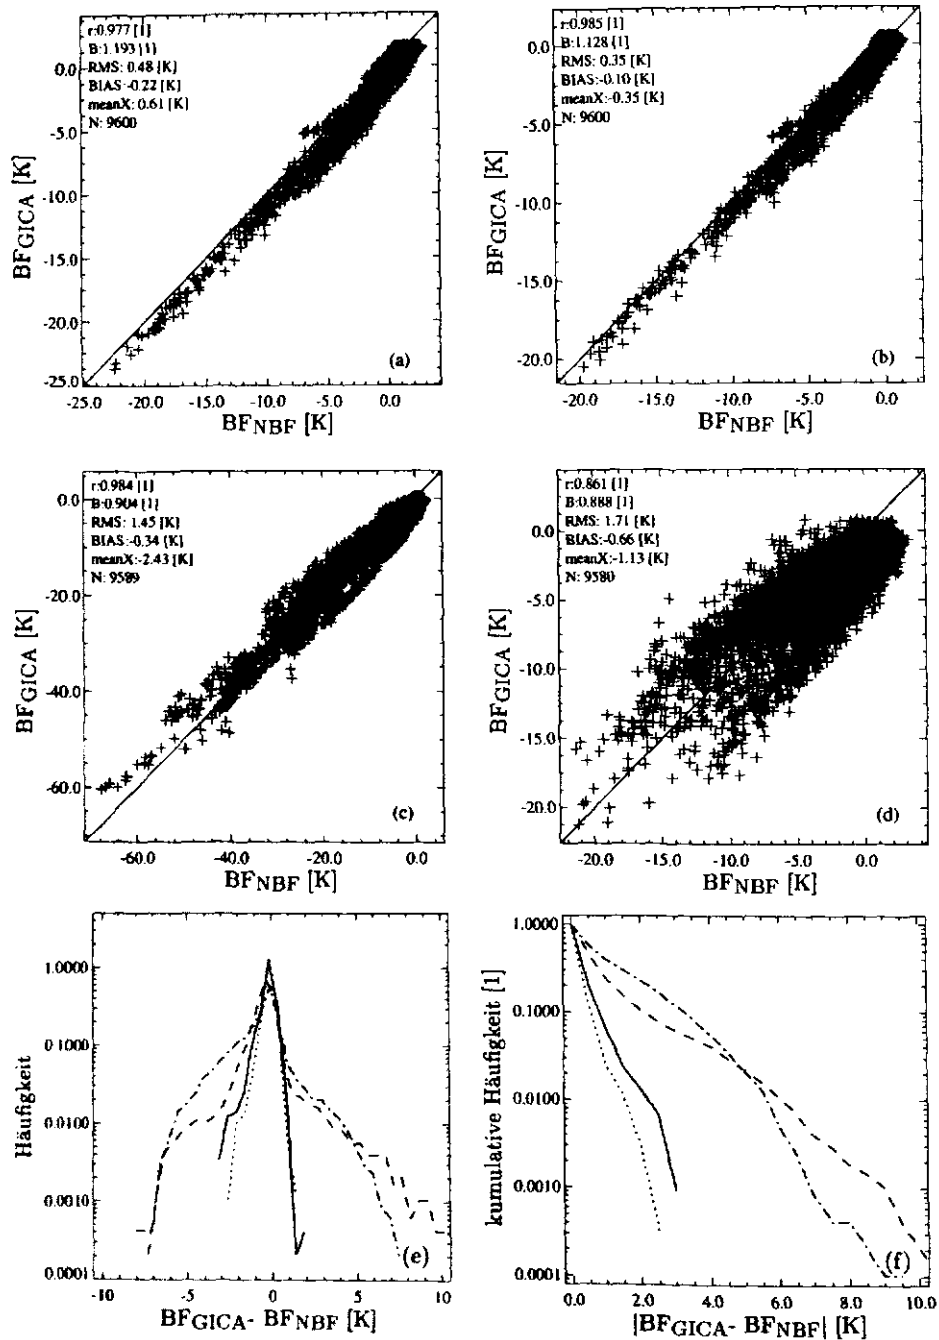 r:0.977 [1]
B:1.193 [1]
RMS: 0.48 [K]
BIAS:-0.22 [K]
meanX: 0.61 [K]
N: 9600
0.0
-5.0
-10.0
-15.0
-20.0
-25.0
BFGICA [K]
(a)
-25.0 -20.0 -15.0 -10.0 -5.0 0.0
BFNBF [K]
r:0.985 [1]
B:1.128 [1]
RMS: 0.35 [K]
BIAS:-0.10 [K]
meanX:-0.35 [K]
N: 9600
0.0
-5.0
-10.0
-15.0
-20.0
BFGICA [K]
(b)
-20.0 -15.0 -10.0 -5.0 0.0
BFNBF [K]
r:0.984 [1]
B:0.904 [1]
RMS: 1.45 [K]
BIAS:-0.34 [K]
meanX:-2.43 [K]
N: 9589
0.0
-20.0
-40.0
-60.0
BFGICA [K]
(c)
-60.0 -40.0 -20.0 0.0
BFNBF [K]
r:0.861 [1]
B:0.888 [1]
RMS: 1.71 [K]
BIAS:-0.66 [K]
meanX:-1.13 [K]
N: 9580
0.0
-5.0
-10.0
-15.0
-20.0
BFGICA [K]
(d)
-20.0 -15.0 -10.0 -5.0 0.0
BFNBF [K]
1.0000
0.1000
0.0100
0.0010
0.0001
Häufigkeit
(e)
-10 -5 0 5 10
BFGICA- BFNBF [K]
1.0000
0.1000
0.0100
0.0010
0.0001
kumulative Häufigkeit [1]
(f)
0.0 2.0 4.0 6.0 8.0 10.0
|BFGICA- BFNBF| [K]